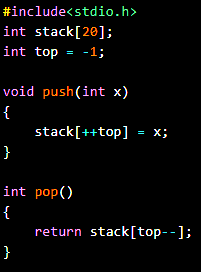 #include<stdio.h>
int stack[20];
int top = -1;

void push(int x)
{
    stack[++top] = x;
}

int pop()
{
    return stack[top--];
}